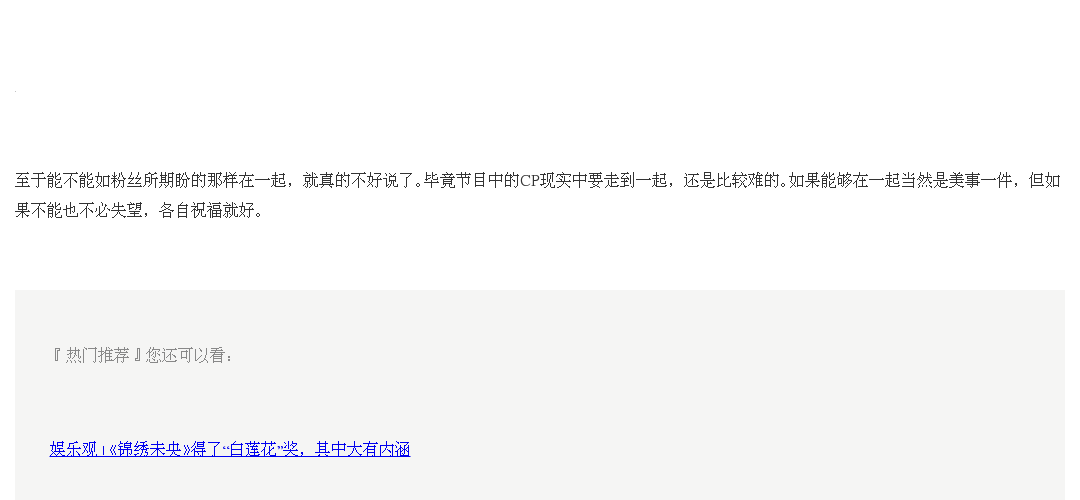 至于能不能如粉丝所期盼的那样在一起，就真的不好说了。毕竟节目中的CP现实中要走到一起，还是比较难的。如果能够在一起当然是美事一件，但如
果不能也不必失望，各自祝福就好。
『 热门推荐 』您还可以看：
娱乐观 | 《锦绣未央》得了“白莲花”奖，其中大有内涵